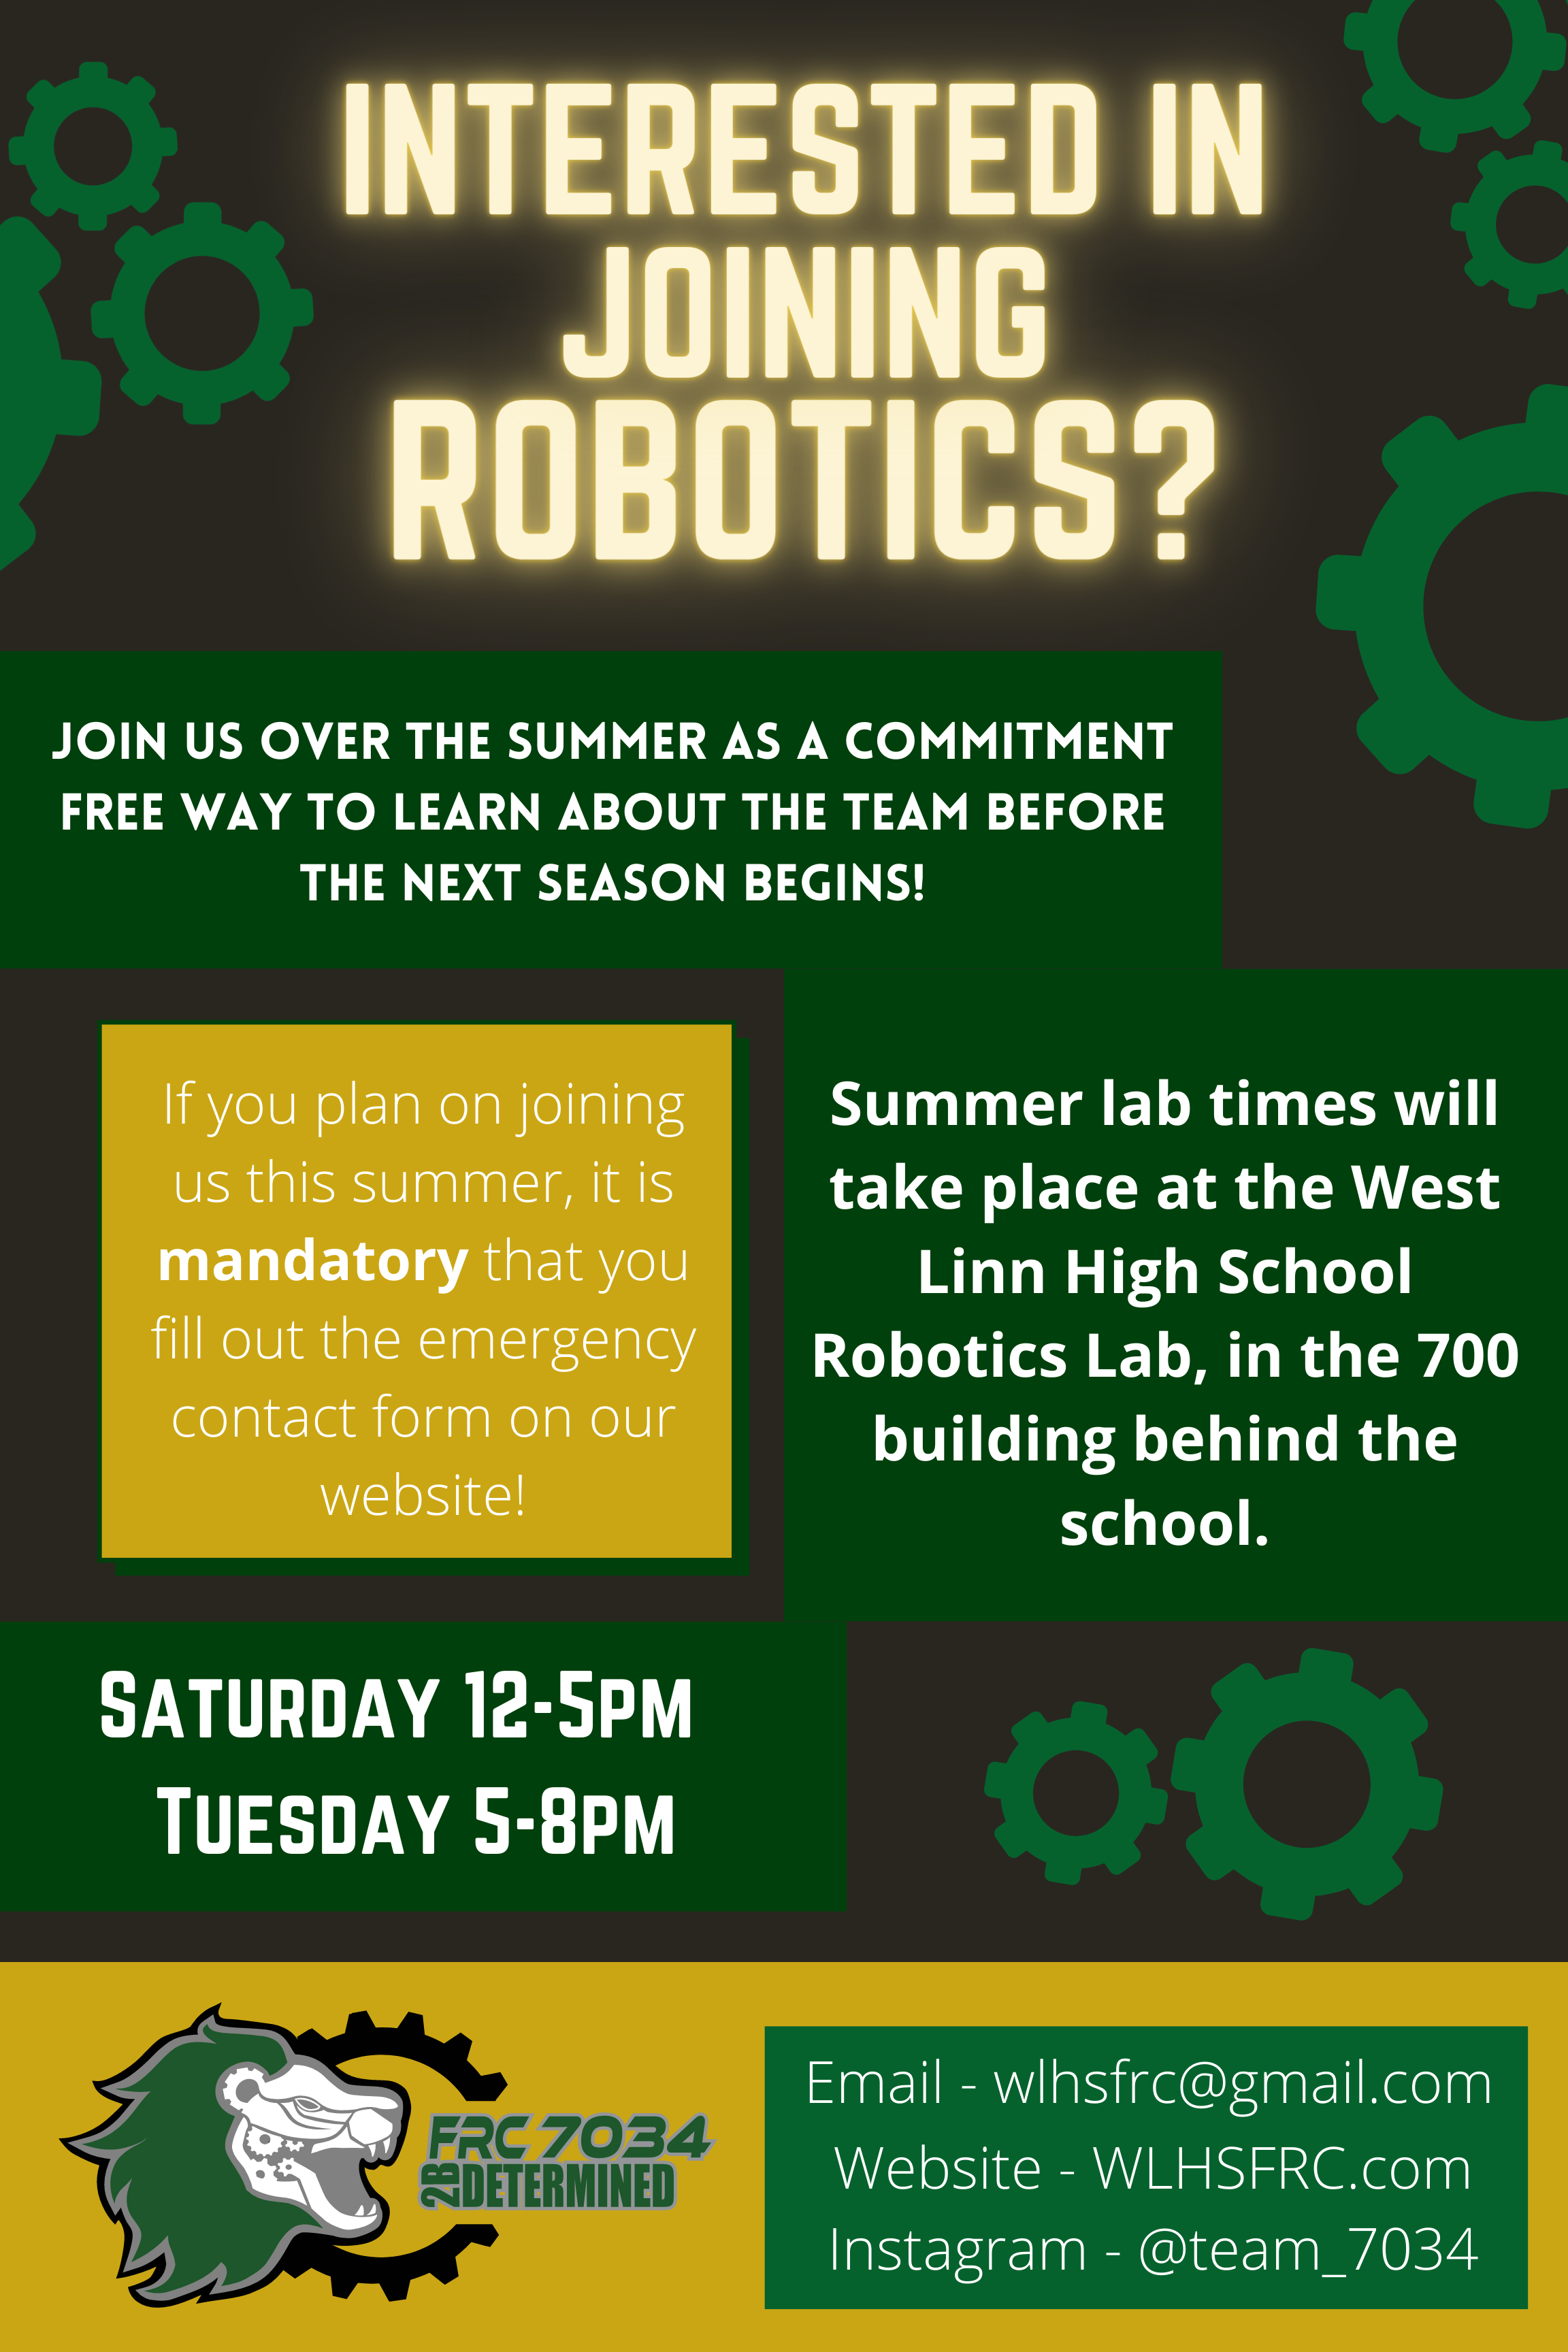 INTERESTED IN
JOINING
ROBOTICS?
JOIN US OVER THE SUMMER AS A COMMITMENT
FREE WAY TO LEARN ABOUT THE TEAM BEFORE
THE NEXT SEASON BEGINS!
If you plan on joining
us this summer, it is
mandatory that you
fill out the emergency
contact form on our
website!
Summer lab times will
take place at the West
Linn High School
Robotics Lab, in the 700
building behind the
school.
SATURDAY 12-5PM
TUESDAY 5-8PM
FRC 7034
2B DETERMINED
Email - wlhsfrc@gmail.com
Website - WLHSFRC.com
Instagram - @team_7034